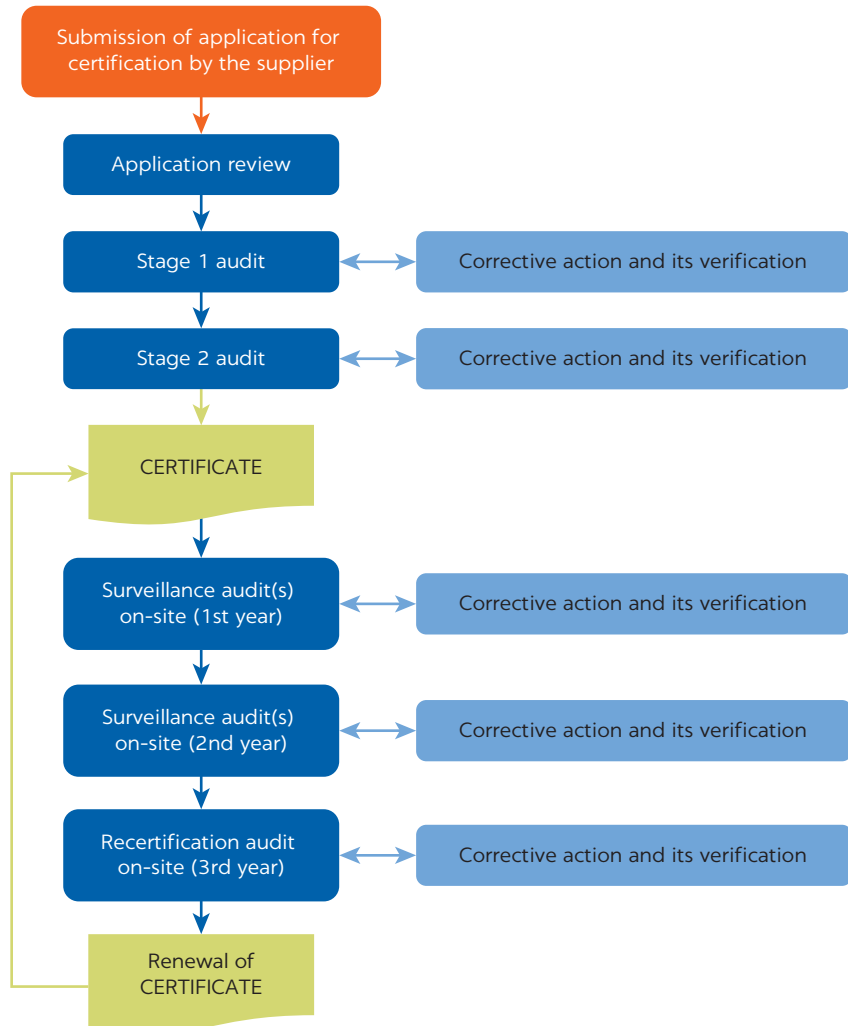 Submission of application for
certification by the supplier
Application review
Stage 1 audit
Corrective action and its verification
Stage 2 audit
Corrective action and its verification
CERTIFICATE
Surveillance audit(s)
on-site (1st year)
Corrective action and its verification
Surveillance audit(s)
on-site (2nd year)
Corrective action and its verification
Recertification audit
on-site (3rd year)
Corrective action and its verification
Renewal of
CERTIFICATE